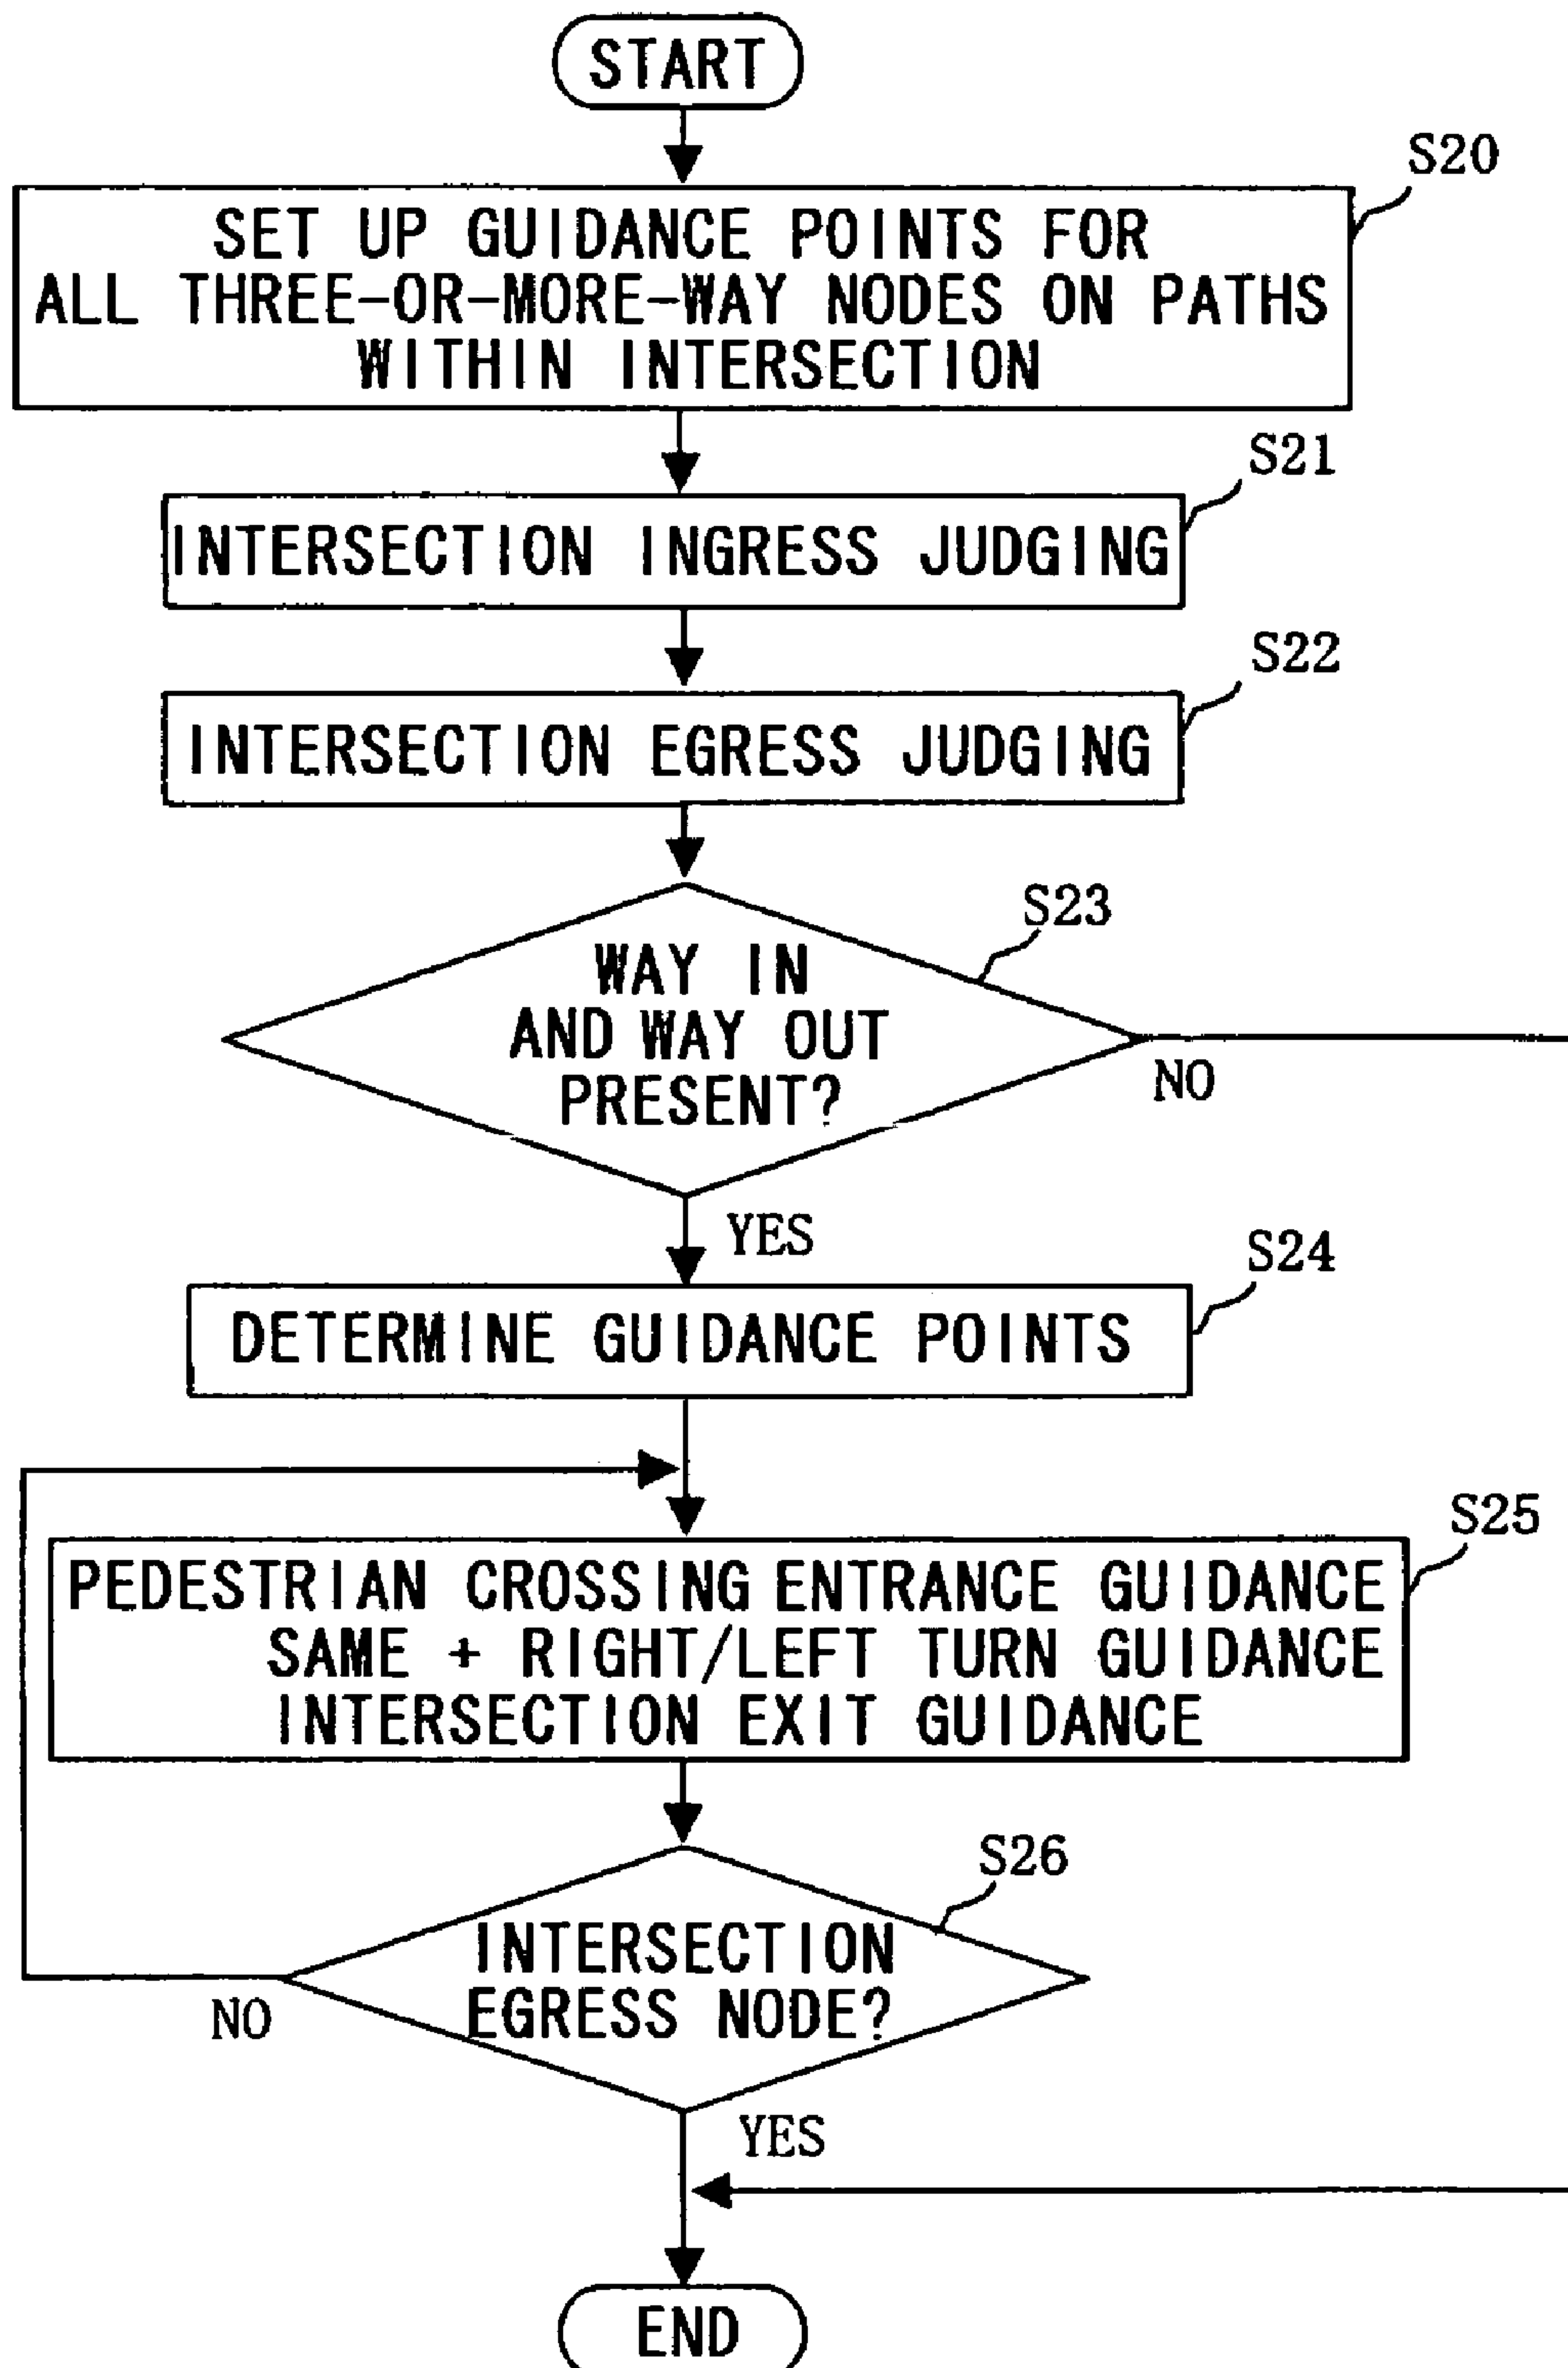 START
S20
SET UP GUIDANCE POINTS FOR
ALL THREE-OR-MORE-WAY NODES ON PATHS
WITHIN INTERSECTION
S21
INTERSECTION INGRESS JUDGING
S22
INTERSECTION EGRESS JUDGING
S23
WAY IN
AND WAY OUT
PRESENT?
NO
YES
S24
DETERMINE GUIDANCE POINTS
S25
PEDESTRIAN CROSSING ENTRANCE GUIDANCE
SAME + RIGHT/LEFT TURN GUIDANCE
INTERSECTION EXIT GUIDANCE
S26
INTERSECTION
EGRESS NODE?
NO
YES
END